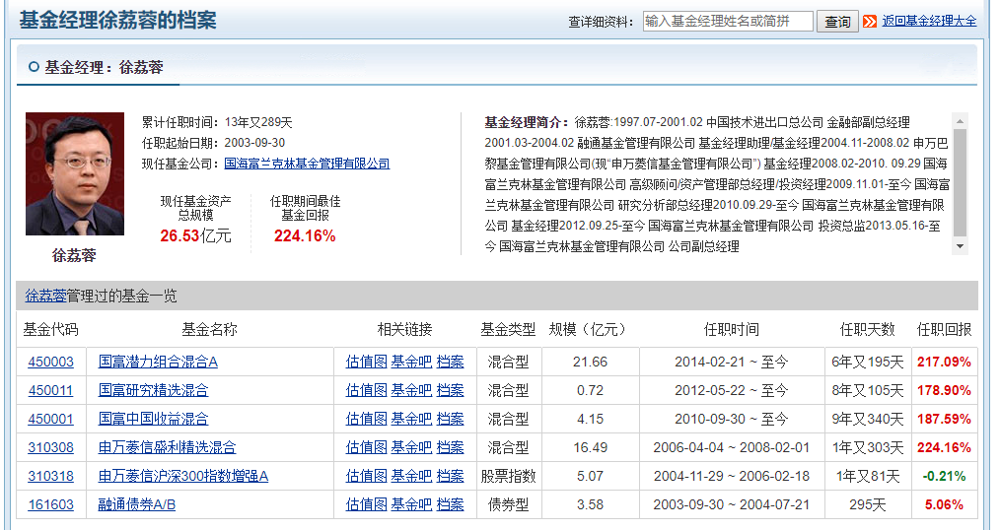 基金经理徐荔蓉的档案
查详细资料： 输入基金经理姓名或简拼 查询 返回基金经理大全
基金经理：徐荔蓉
累计任职时间：13年又289天
任职起始日期：2003-09-30
现任基金公司：国海富兰克林基金管理有限公司
现任基金资产
总规模
26.53亿元
任职期间最佳
基金回报
224.16%
徐荔蓉
基金经理简介：徐荔蓉:1997.07-2001.02 中国技术进出口总公司 金融部副总经理
2001.03-2004.02 融通基金管理有限公司 基金经理助理/基金经理2004.11-2008.02 申万巴
黎基金管理有限公司(现“申万菱信基金管理有限公司”) 基金经理2008.02-2010. 09.29 国海
富兰克林基金管理有限公司 高级顾问/资产管理部总经理/投资经理2009.11.01-至今 国海富
兰克林基金管理有限公司 研究分析部总经理2010.09.29-至今 国海富兰克林基金管理有限
公司 基金经理2012.09.25-至今 国海富兰克林基金管理有限公司 投资总监2013.05.16-至
今 国海富兰克林基金管理有限公司 公司副总经理
徐荔蓉管理过的基金一览
基金代码 基金名称 相关链接 基金类型 规模（亿元） 任职时间 任职天数 任职回报
450003 国富潜力组合混合A 估值图 基金吧 档案 混合型 21.66 2014-02-21 ~ 至今 6年又195天 217.09%
450011 国富研究精选混合 估值图 基金吧 档案 混合型 0.72 2012-05-22 ~ 至今 8年又105天 178.90%
450001 国富中国收益混合 估值图 基金吧 档案 混合型 4.15 2010-09-30 ~ 至今 9年又340天 187.59%
310308 申万菱信盛利精选混合 估值图 基金吧 档案 混合型 16.49 2006-04-04 ~ 2008-02-01 1年又303天 224.16%
310318 申万菱信沪深300指数增强A 估值图 基金吧 档案 股票指数 5.07 2004-11-29 ~ 2006-02-18 1年又81天 -0.21%
161603 融通债券A/B 估值图 基金吧 档案 债券型 3.58 2003-09-30 ~ 2004-07-21 295天 5.06%